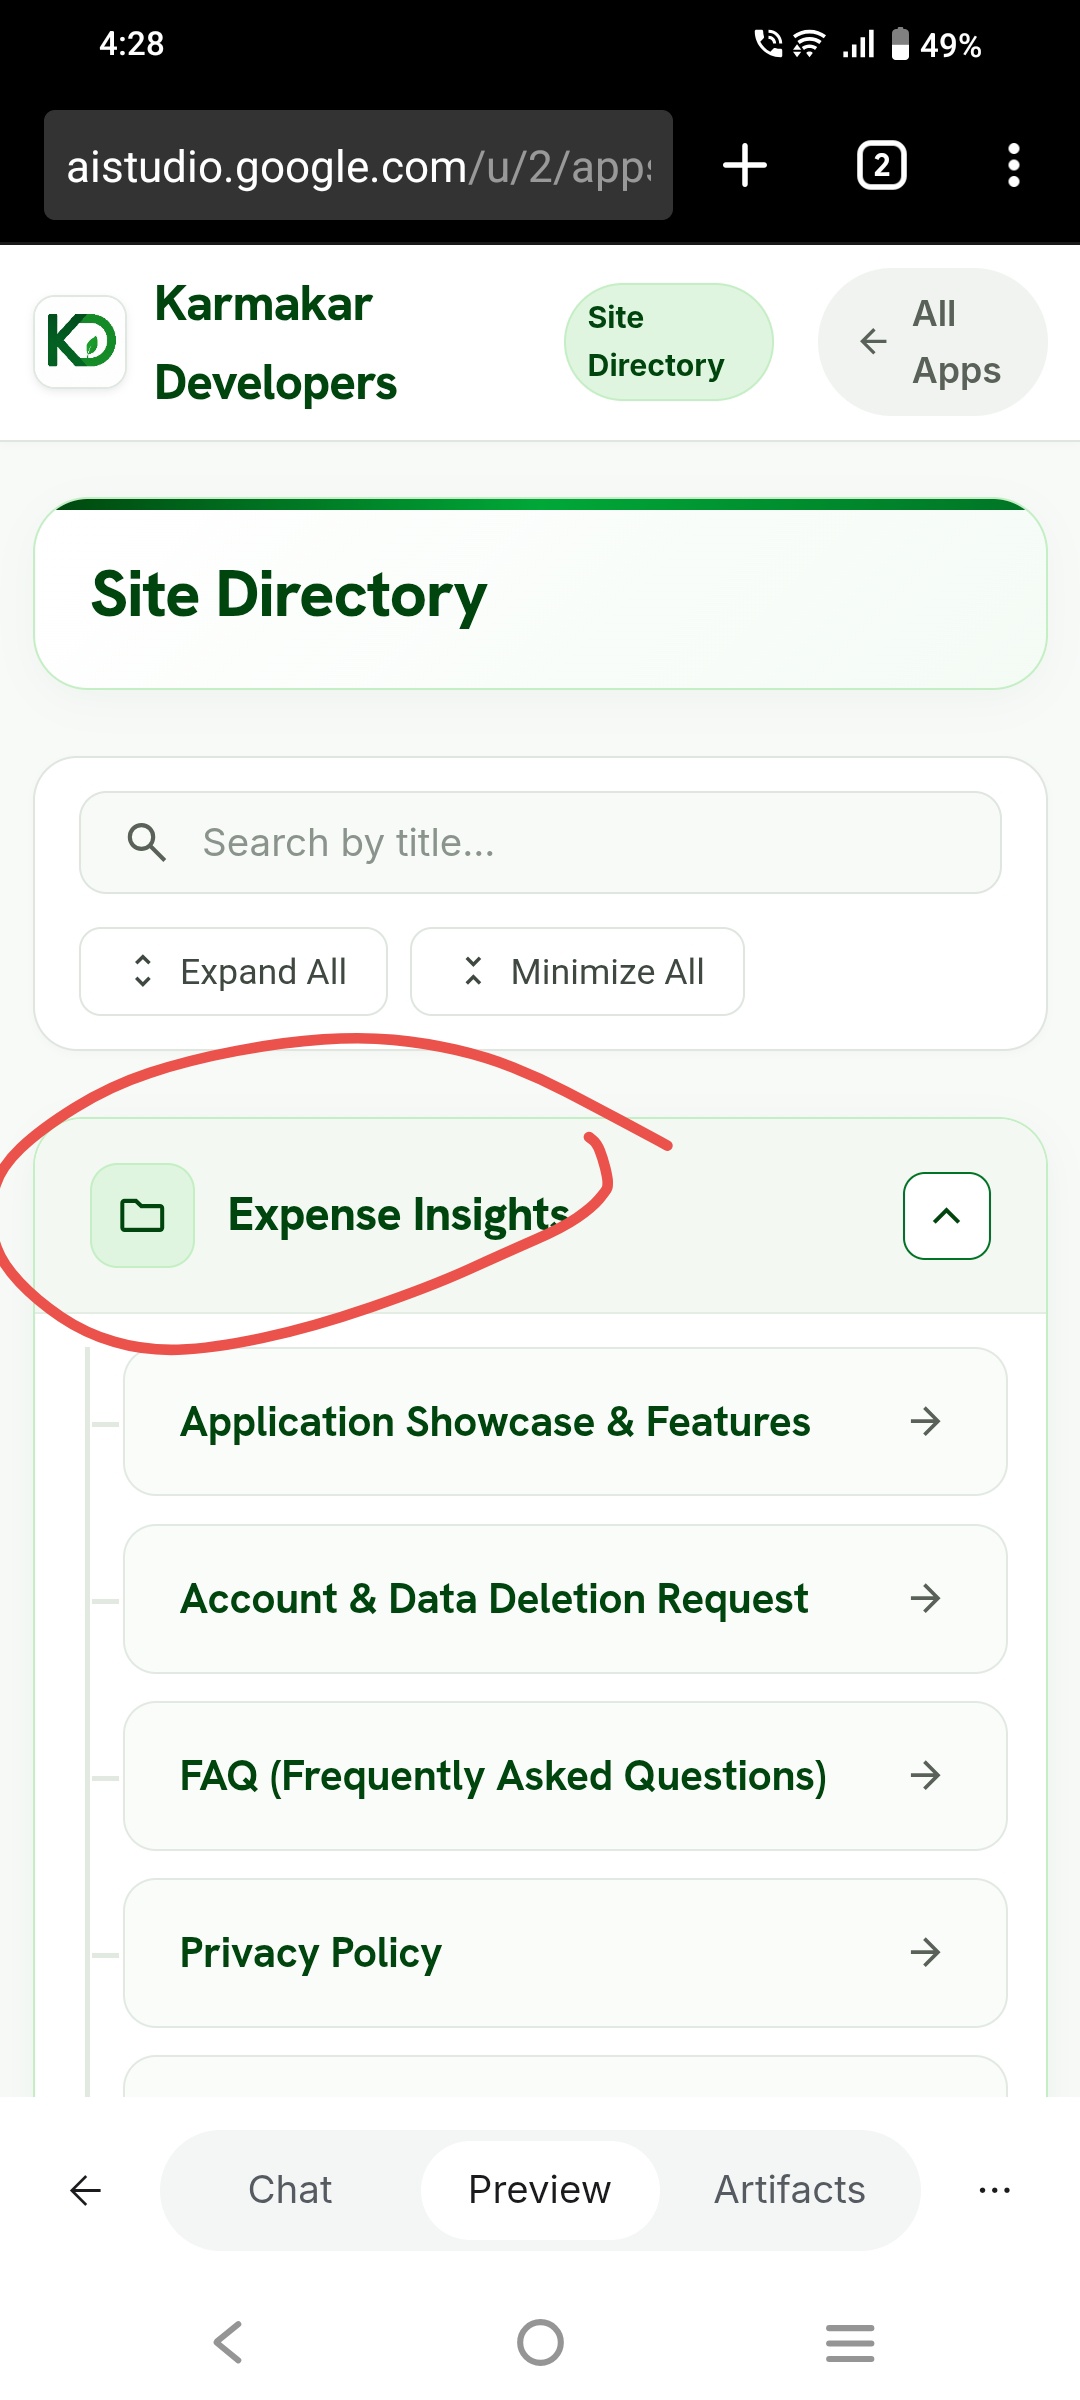 4:28
49%
aistudio.google.com/u/2/apps
2
Karmakar
Developers
Site
Directory
All
Apps
Site Directory
Search by title...
Expand All
Minimize All
Expense Insights
Application Showcase & Features
Account & Data Deletion Request
FAQ (Frequently Asked Questions)
Privacy Policy
Chat
Preview
Artifacts